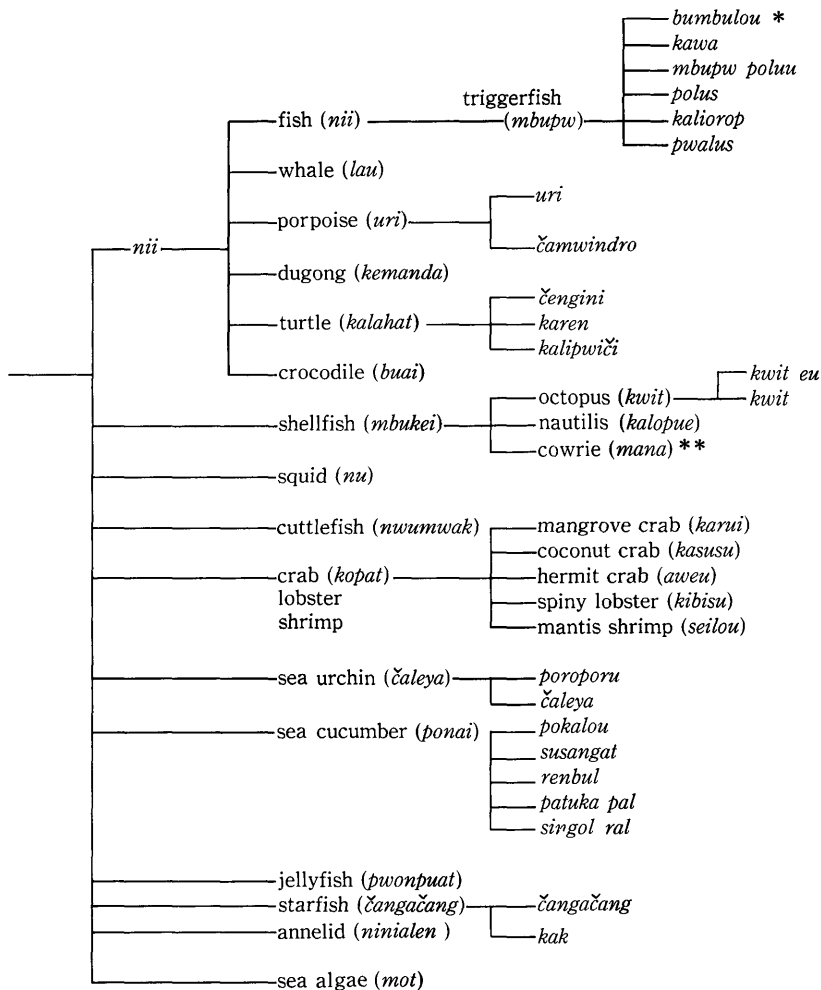 bumbulou *
kawa
mbupw poluu
triggerfish
polus
fish (nii)
(mbupw)
kaliorop
pwalus
whale (lau)
uri
porpoise (uri)
čamwindro
nii
dugong (kemanda)
čengini
turtle (kalahat)
karen
kalipwiči
crocodile (buai)
kwit eu
octopus (kwit)
kwit
shellfish (mbukei)
nautilis (kalopue)
cowrie (mana) **
squid (nu)
cuttlefish (nwumwak)
mangrove crab (karui)
coconut crab (kasusu)
crab (kopat)
hermit crab (aweu)
lobster
spiny lobster (kibisu)
shrimp
mantis shrimp (seilou)
sea urchin (čaleya)
poroporu
čaleya
sea cucumber (ponai)
pokalou
susangat
renbul
patuka pal
singol ral
jellyfish (pwonpuat)
starfish (čangačang)
čangačang
annelid (ninialen )
kak
sea algae (mot)